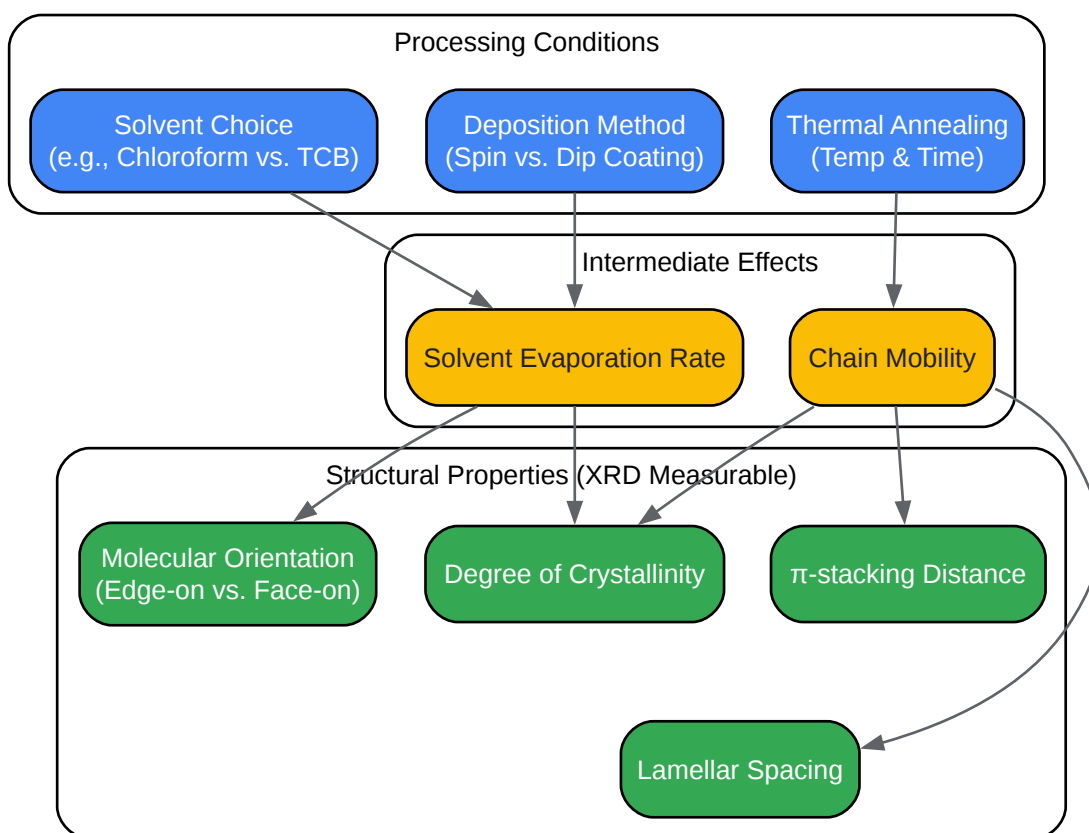 Processing Conditions
Solvent Choice
(e.g., Chloroform vs. TCB)
Deposition Method
(Spin vs. Dip Coating)
Thermal Annealing
(Temp & Time)
Intermediate Effects
Solvent Evaporation Rate
Chain Mobility
Structural Properties (XRD Measurable)
Molecular Orientation
(Edge-on vs. Face-on)
Degree of Crystallinity
π-stacking Distance
Lamellar Spacing